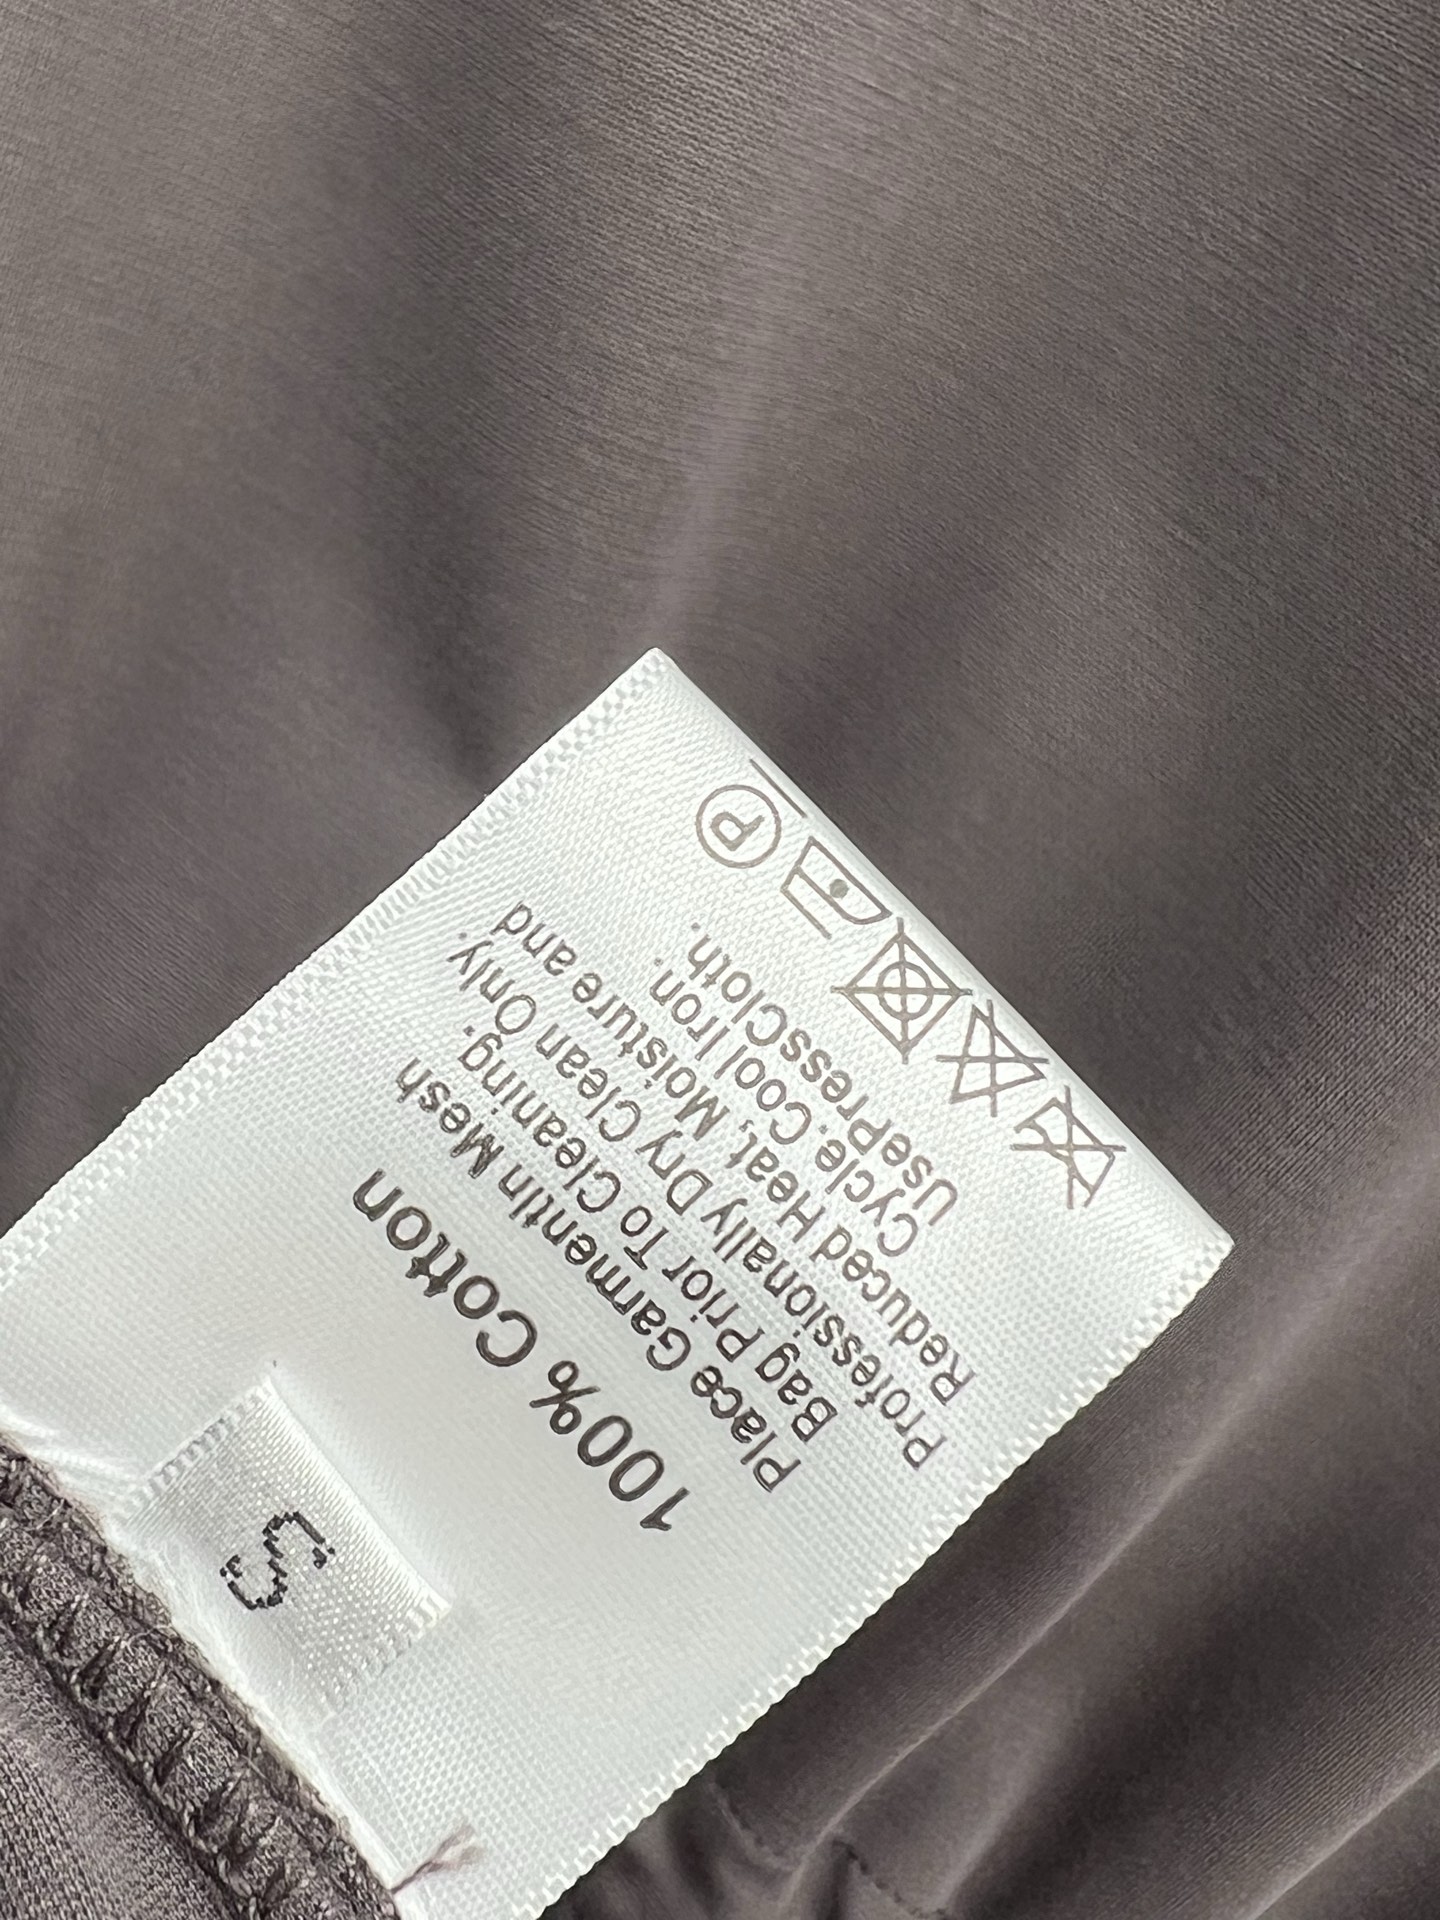 S
100% Cotton
Place GarmentIn Mesh
Bag Prior To Cleaning.
Professionally Dry Clean Only.
Reduced Heat, Moisture and
Cycle.Cool Iron.
UsePressCloth.
P